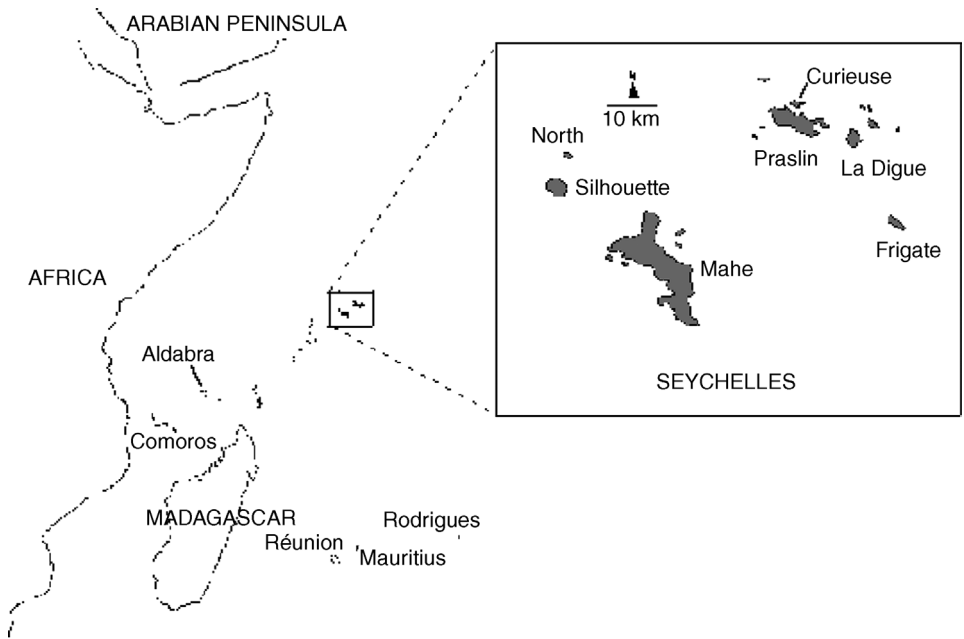 ARABIAN PENINSULA
N
10 km
Curieuse
North
Praslin
La Digue
Silhouette
Frigate
Mahe
AFRICA
Aldabra
SEYCHELLES
Comoros
MADAGASCAR
Rodrigues
Réunion
Mauritius